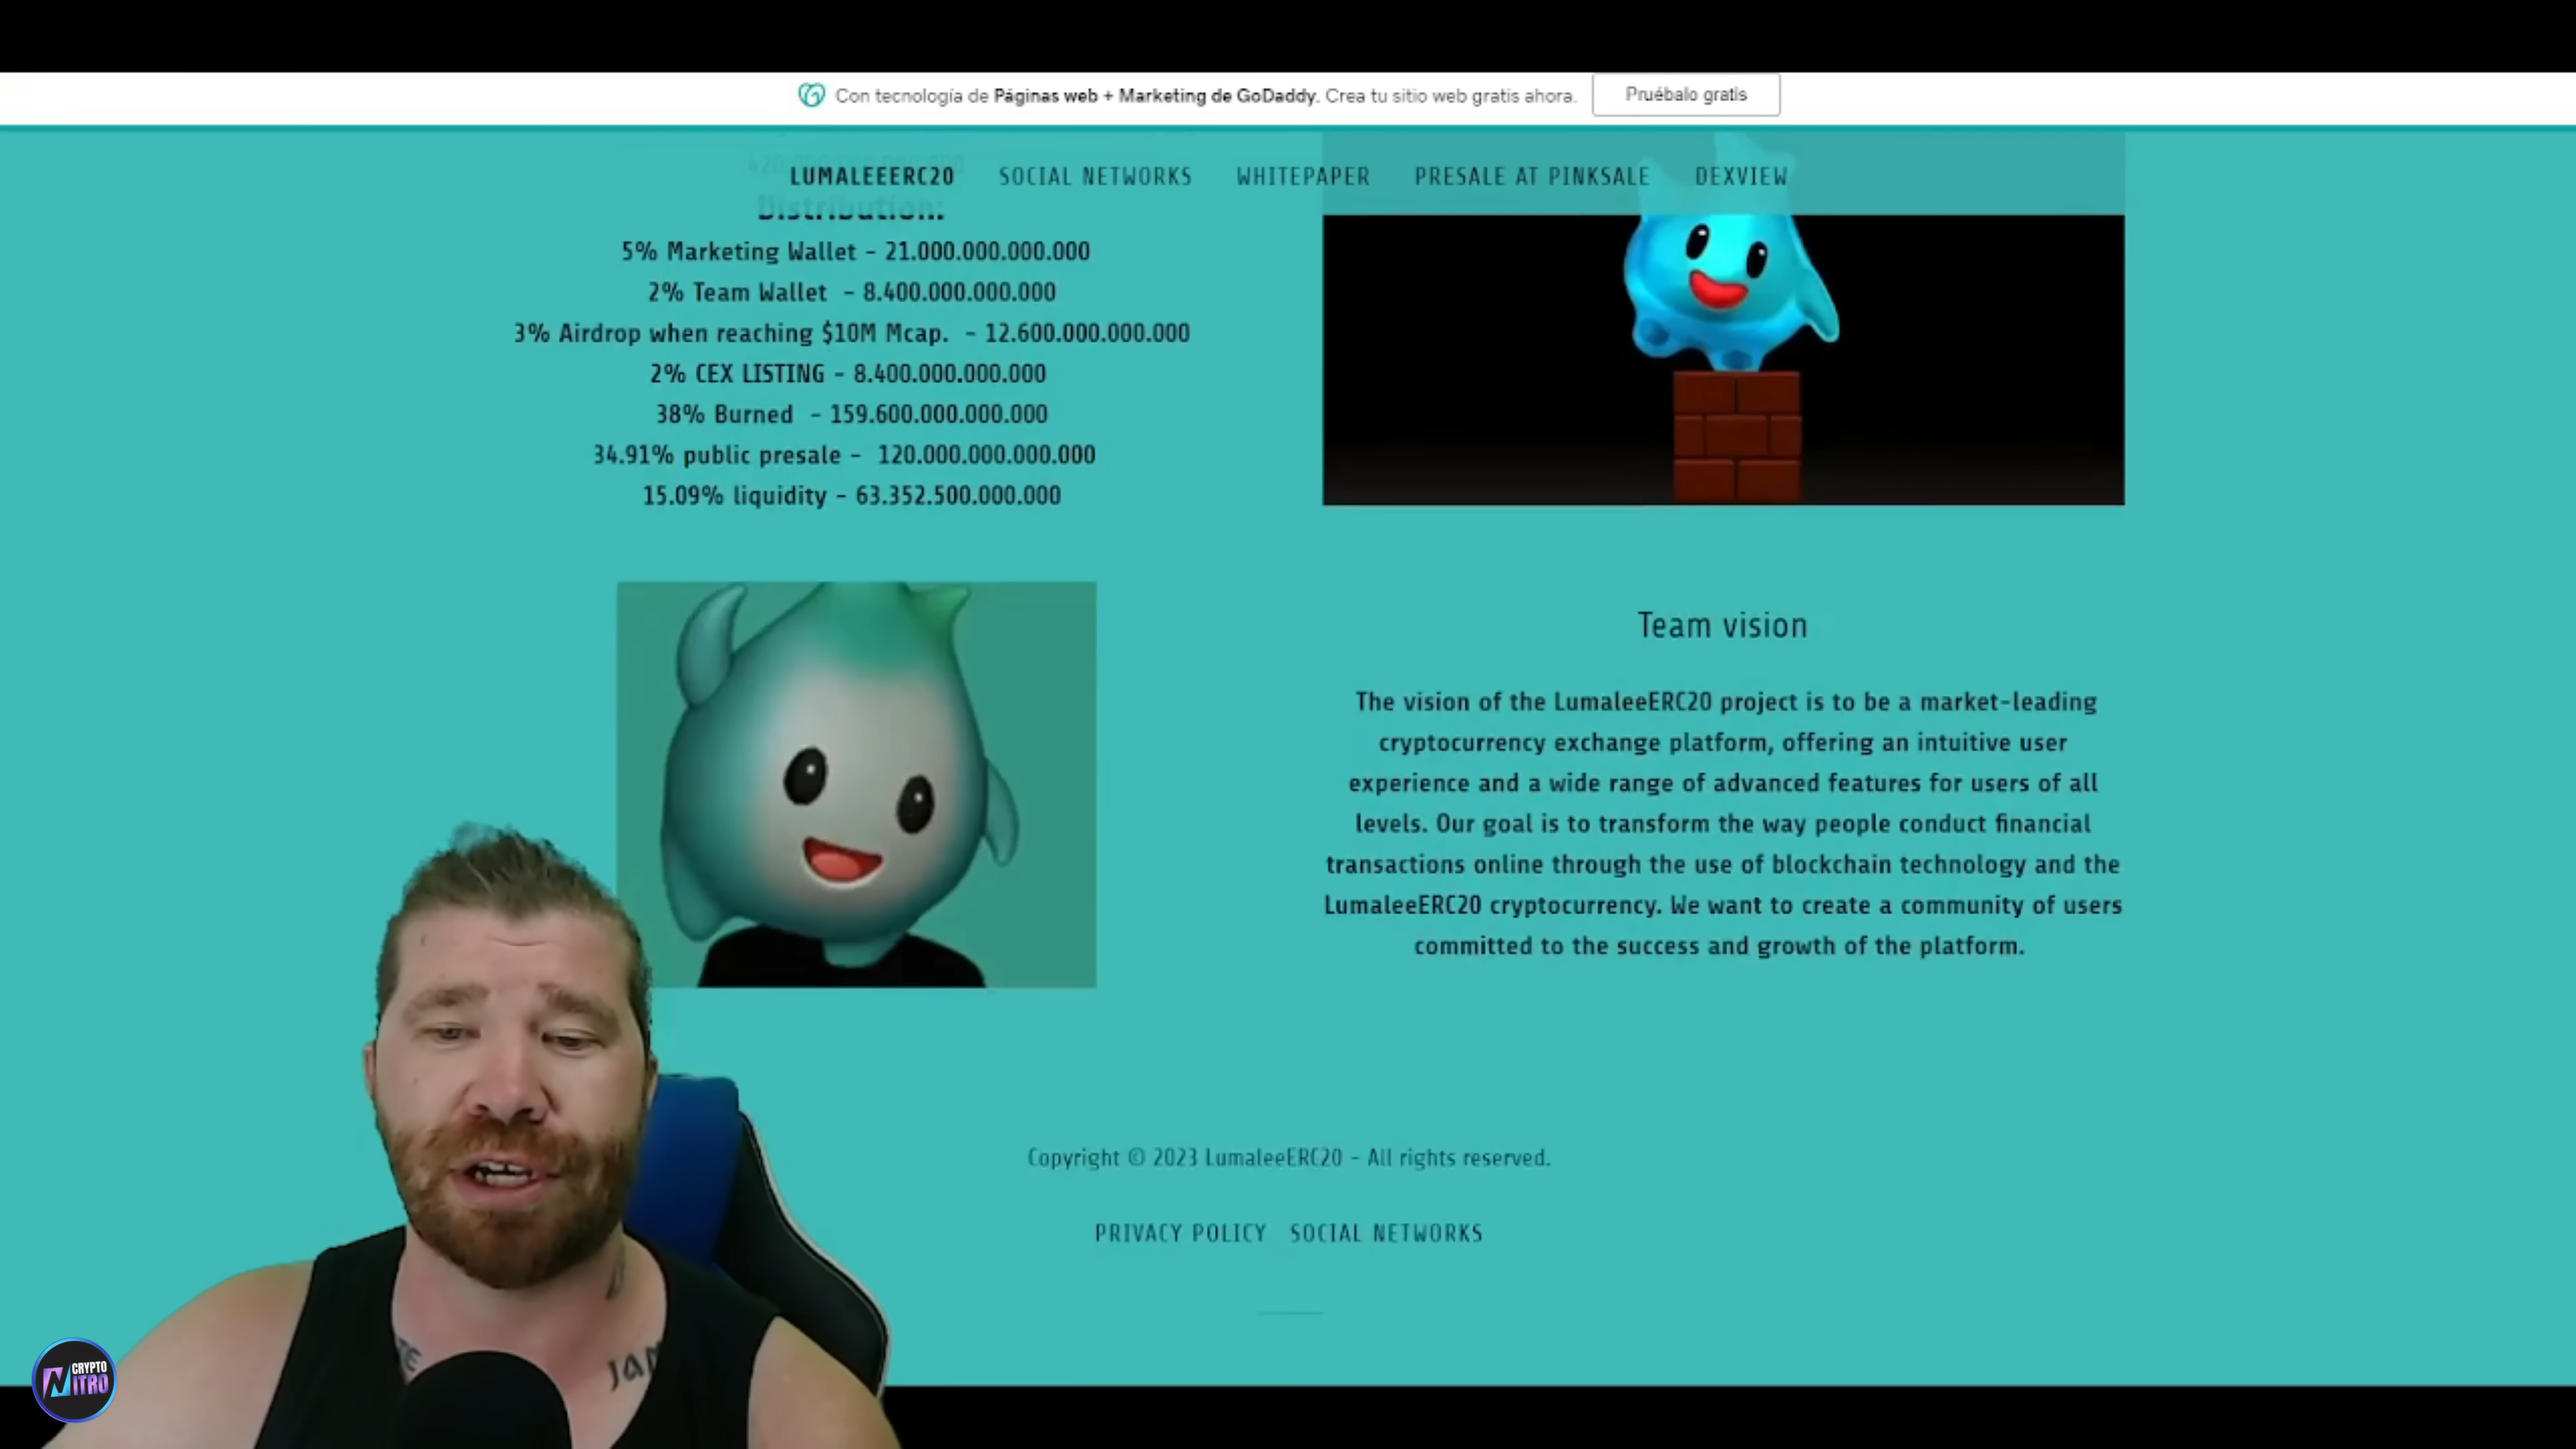 Con tecnología de Páginas web + Marketing de GoDaddy. Crea tu sitio web gratis ahora.
Pruébalo gratis
LUMALEEERC20 SOCIAL NETWORKS WHITEPAPER PRESALE AT PINKSALE DEXVIEW
Distribution:
5% Marketing Wallet - 21.000.000.000.000
2% Team Wallet - 8.400.000.000.000
3% Airdrop when reaching $10M Mcap. - 12.600.000.000.000
2% CEX LISTING - 8.400.000.000.000
38% Burned - 159.600.000.000.000
34.91% public presale - 120.000.000.000.000
15.09% liquidity - 63.352.500.000.000
Team vision
The vision of the LumaleeERC20 project is to be a market-leading
cryptocurrency exchange platform, offering an intuitive user
experience and a wide range of advanced features for users of all
levels. Our goal is to transform the way people conduct financial
transactions online through the use of blockchain technology and the
LumaleeERC20 cryptocurrency. We want to create a community of users
committed to the success and growth of the platform.
Copyright © 2023 LumaleeERC20 - All rights reserved.
PRIVACY POLICY SOCIAL NETWORKS
CRYPTO
NITRO